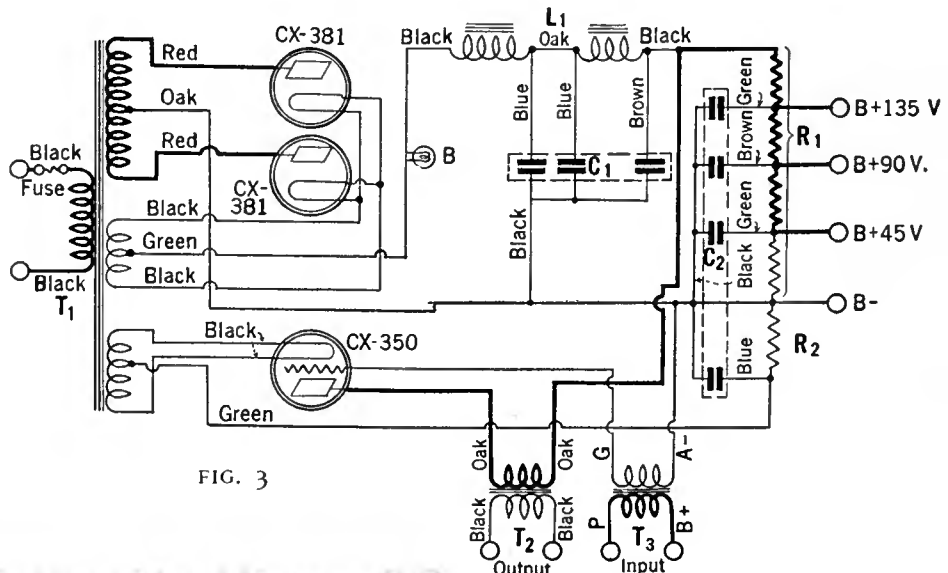 CX-381
Red
Oak
Red
Black
Fuse
Black
T1
CX-
381
Black
Green
Black
Black
CX-350
Green
FIG. 3
Black
L1
Oak
Black
B
Blue
Blue
Brown
C1
Black
Green
Brown
Green
C2
Black
Blue
R1
R2
B+135 V
B+90 V.
B+45 V
B-
Oak
Oak
G
A-
Black
T2
Black
P
T3
B+
Output
Input